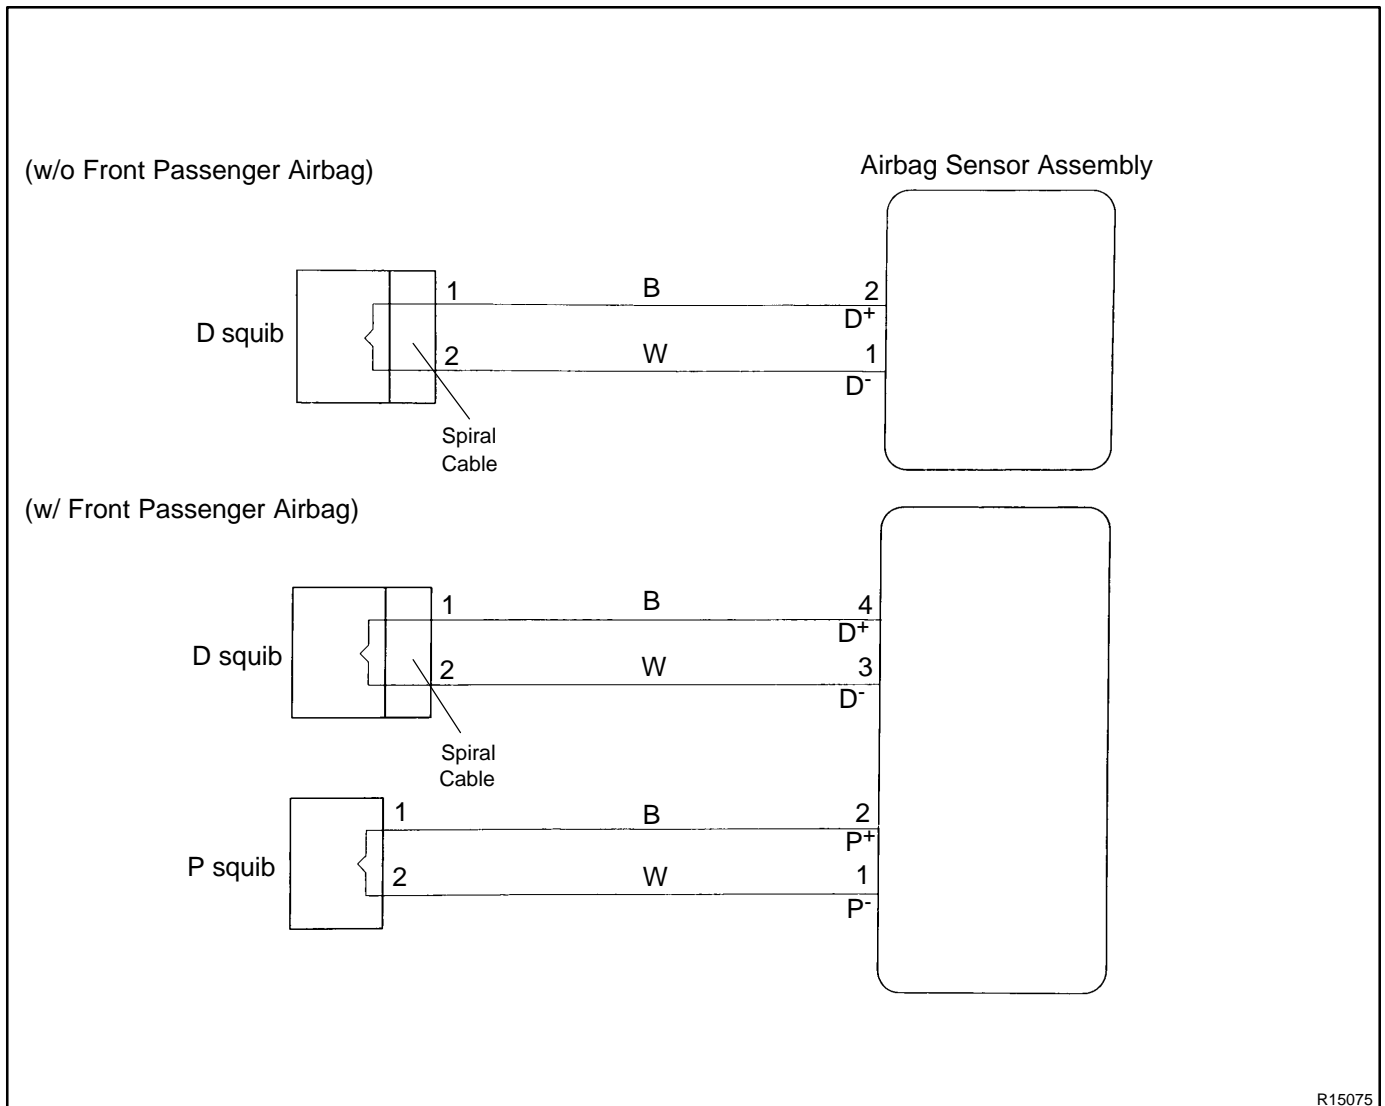 (w/o Front Passenger Airbag)
Airbag Sensor Assembly
1
B
2
D squib
D+
2
W
1
D-
Spiral
Cable
(w/ Front Passenger Airbag)
1
B
4
D+
D squib
2
W
3
D-
Spiral
Cable
1
B
2
P+
P squib
2
W
1
P-
R15075